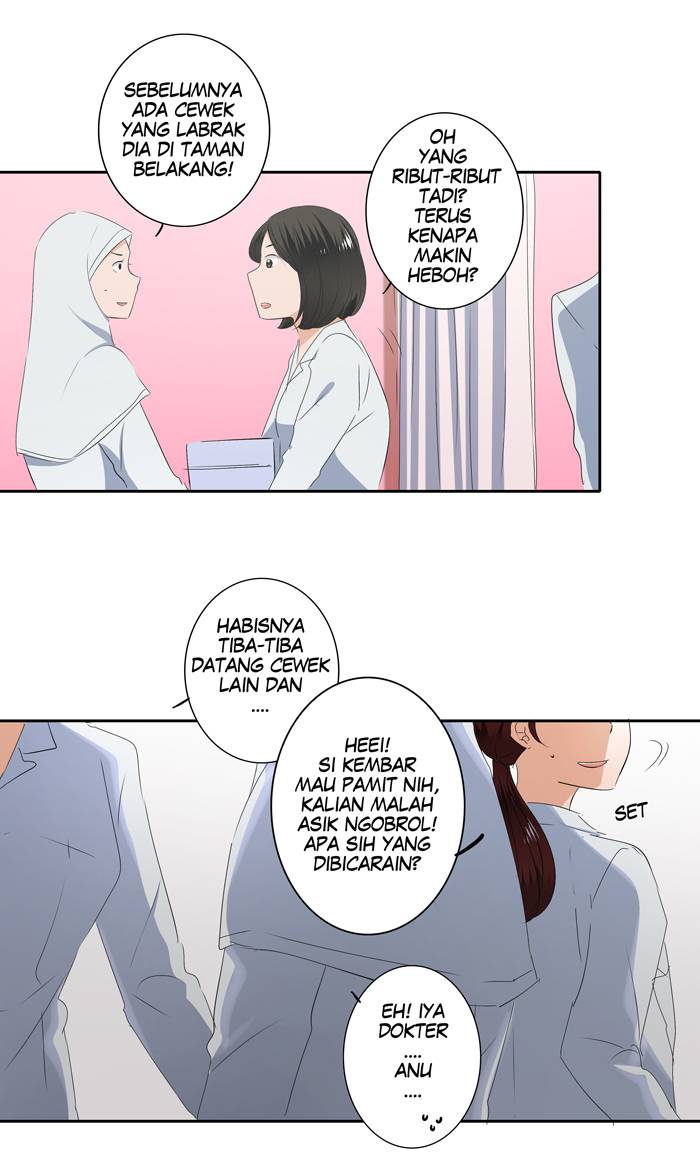 SEBELUMNYA
ADA CEWEK
YANG LABRAK
DIA DI TAMAN
BELAKANG!
OH
YANG
RIBUT-RIBUT
TADI?
TERUS
KENAPA
MAKIN
HEBOH?
HABISNYA
TIBA-TIBA
DATANG CEWEK
LAIN DAN
....
HEEI!
SI KEMBAR
MAU PAMIT NIH,
KALIAN MALAH
ASIK NGOBROL!
APA SIH YANG
DIBICARAIN?
SET
EH! IYA
DOKTER
....
ANU
....